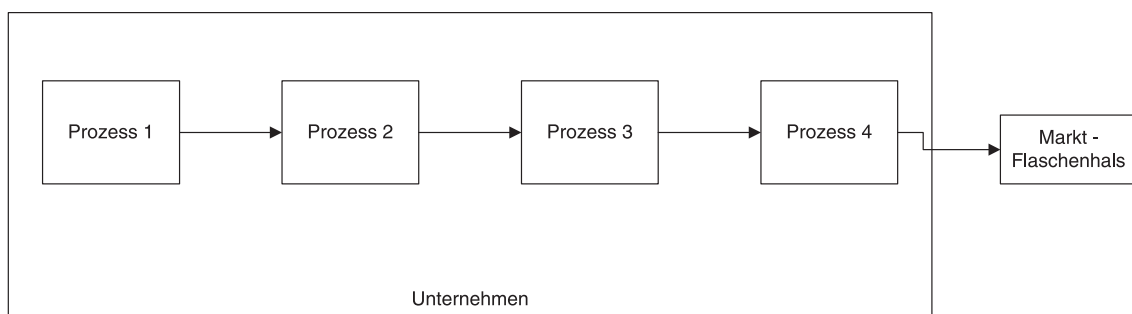 Prozess 1
Prozess 2
Prozess 3
Prozess 4
Markt -
Flaschenhals
Unternehmen